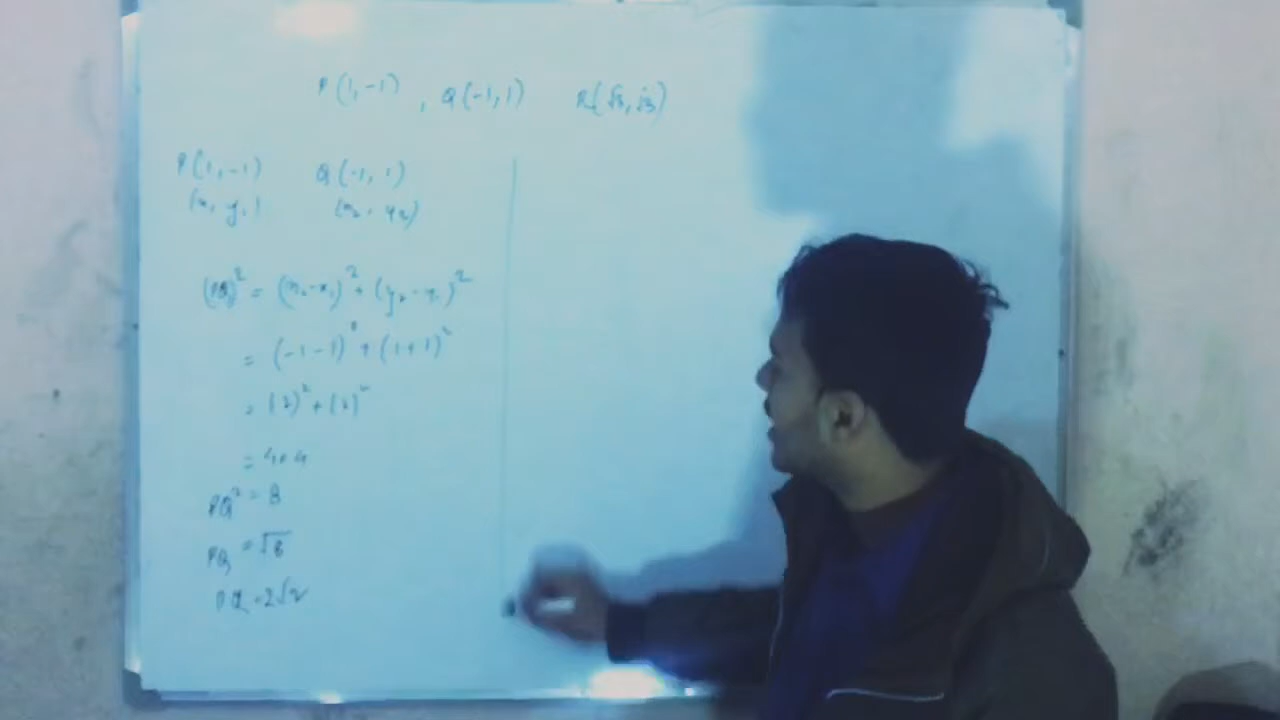 P(1,-1) , Q(-1,1) R(√3,√3)
P(1,-1) Q(-1,1)
(x₁ y₁) (x₂, y₂)
(PQ)² = (x₂-x₁)² + (y₂-y₁)²
= (-1-1)² + (1+1)²
= (2)² + (2)²
= 4+4
PQ² = 8
PQ = √8
PQ = 2√2